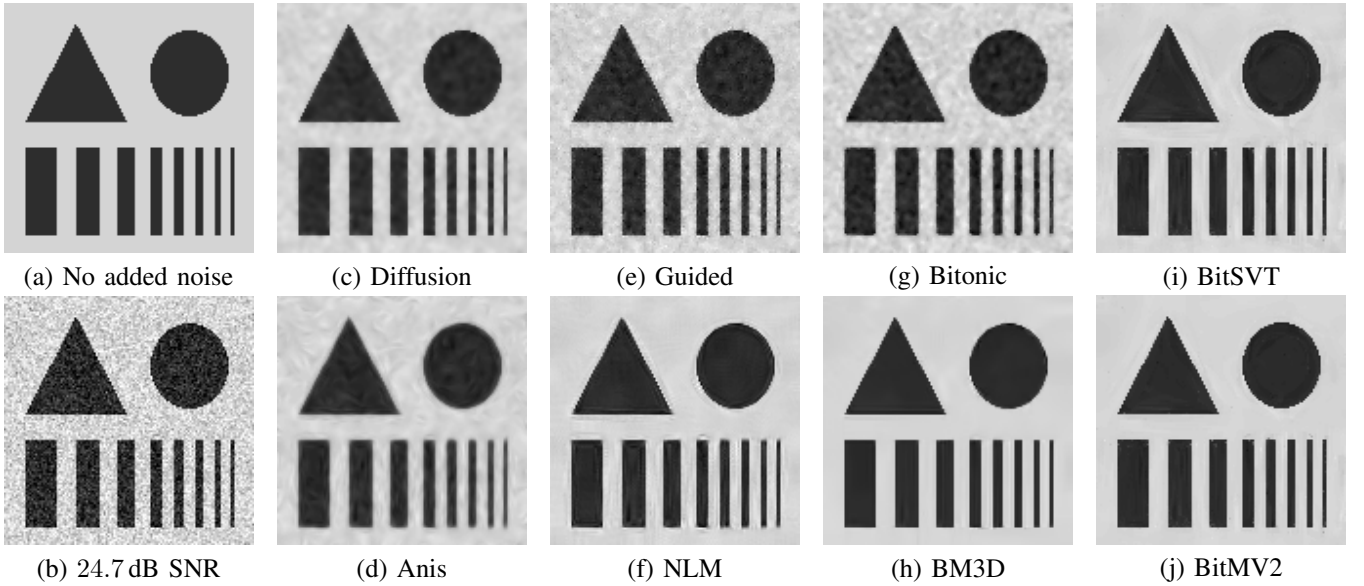 (a) No added noise
(c) Diffusion
(e) Guided
(g) Bitonic
(i) BitSVT
(b) 24.7 dB SNR
(d) Anis
(f) NLM
(h) BM3D
(j) BitMV2